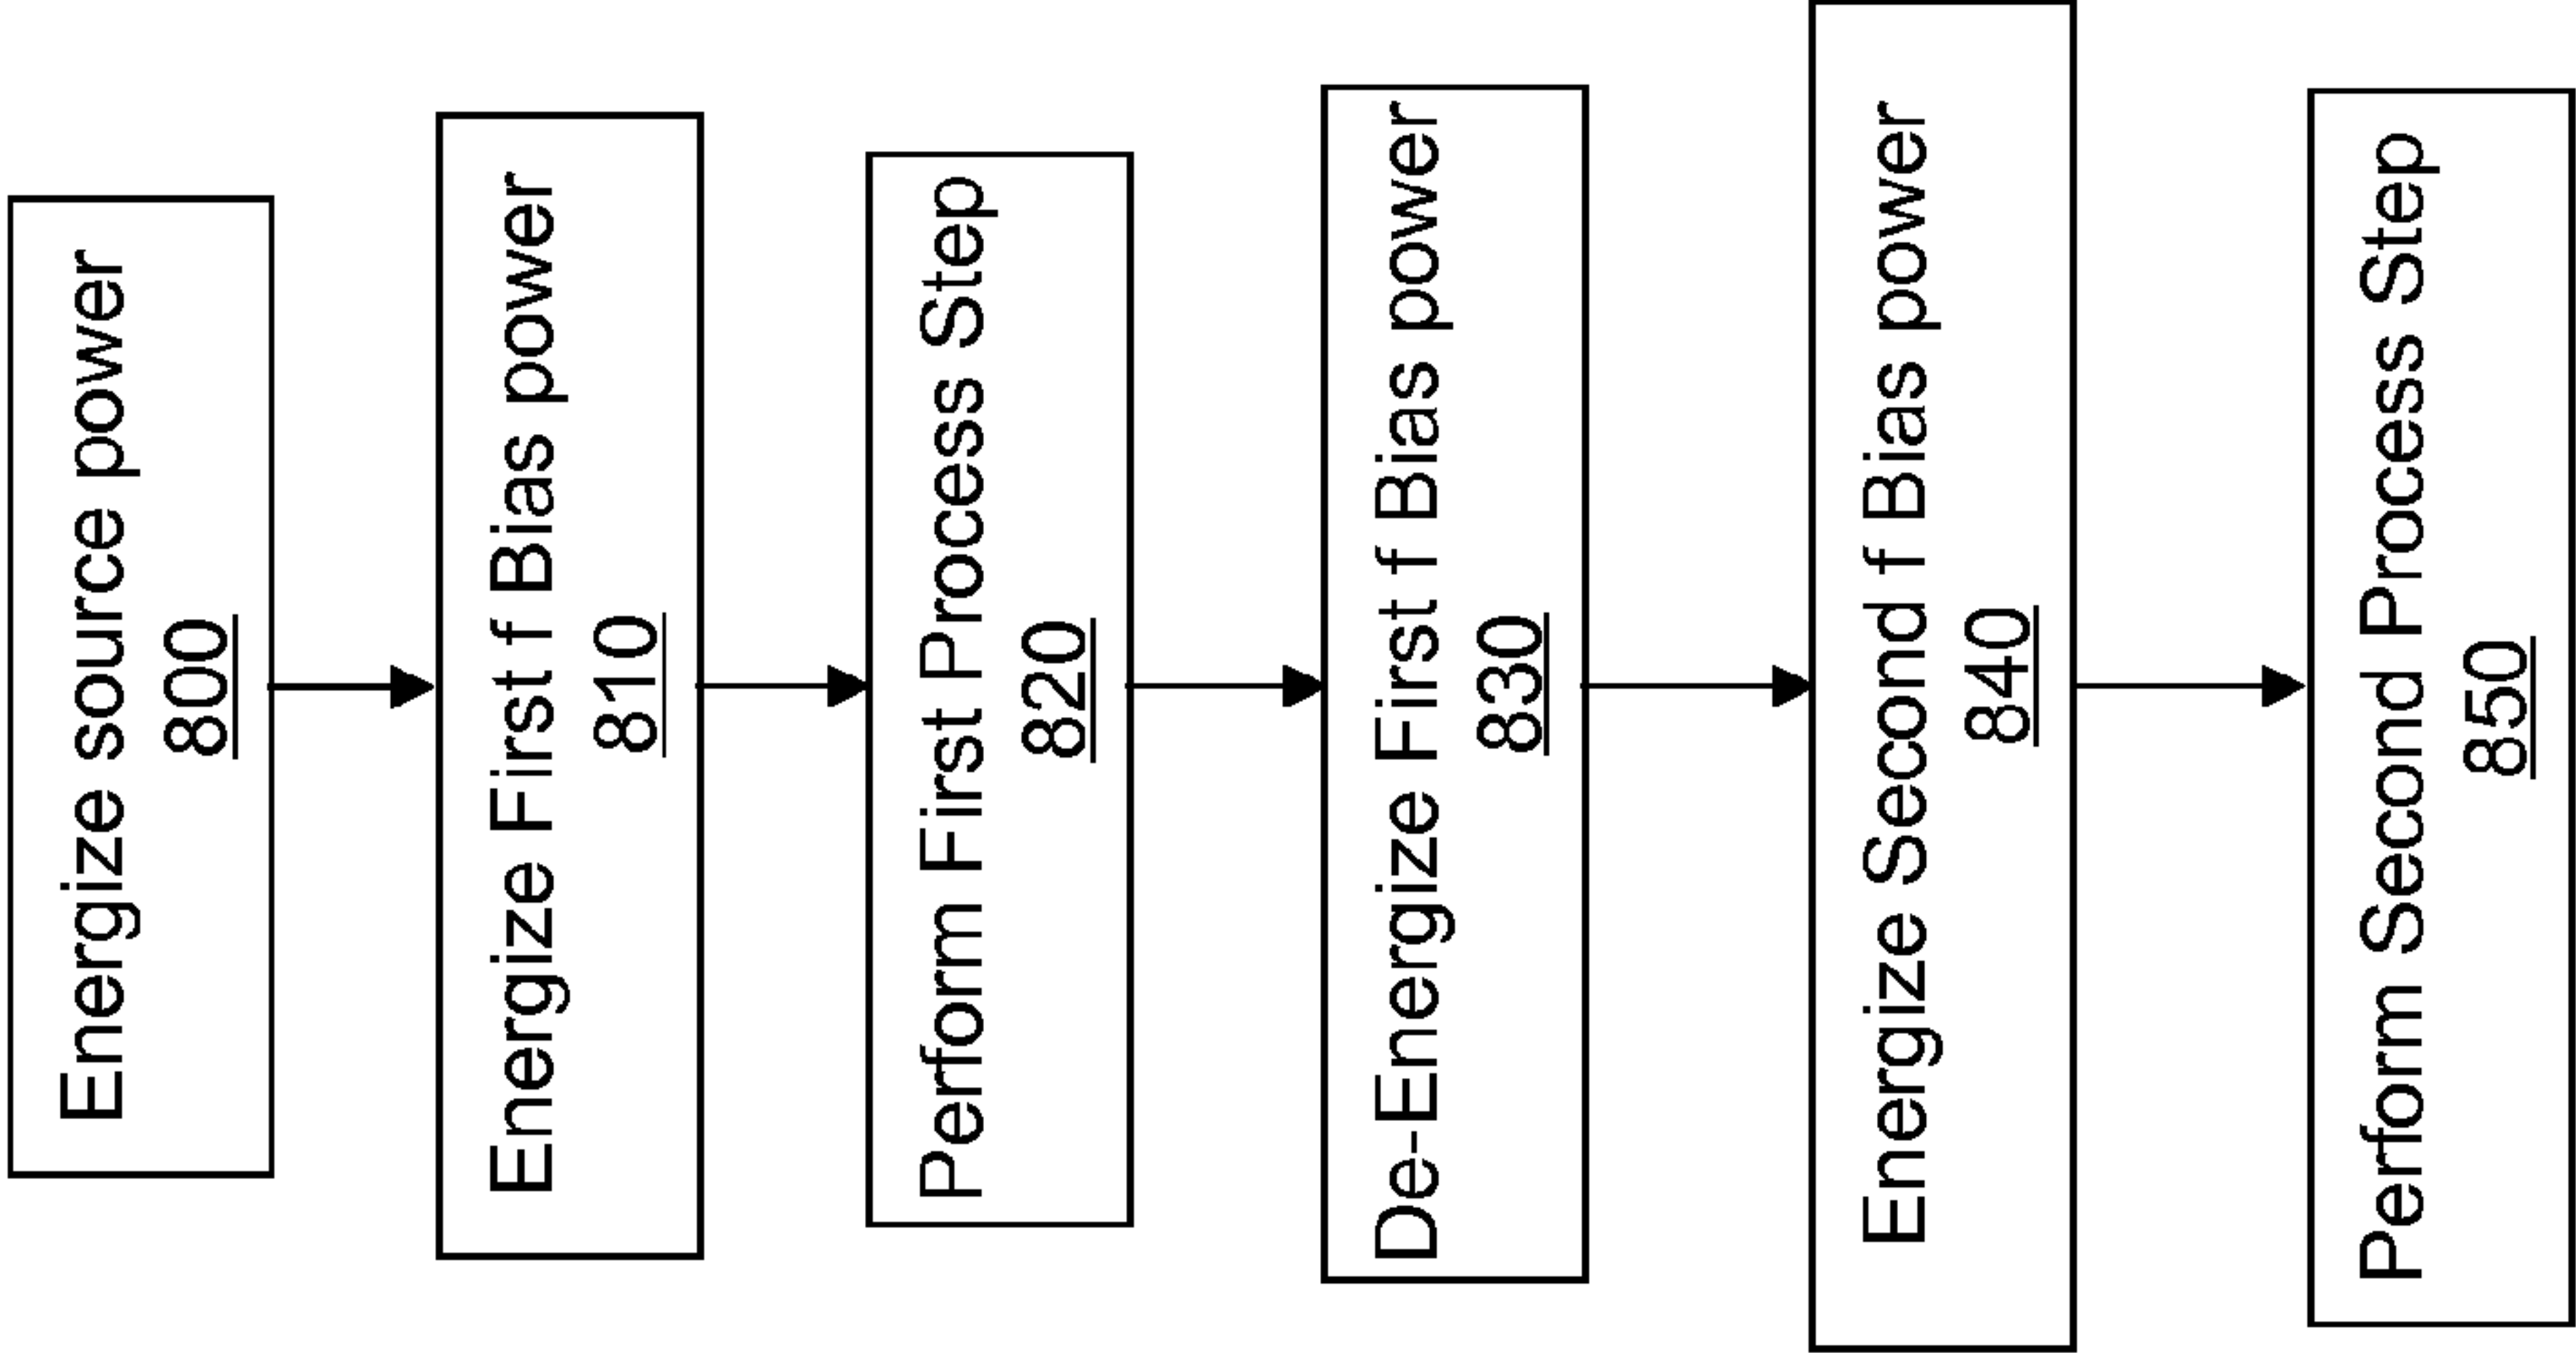 Energize source power
800
Energize First f Bias power
810
Perform First Process Step
820
De-Energize First f Bias power
830
Energize Second f Bias power
840
Perform Second Process Step
850